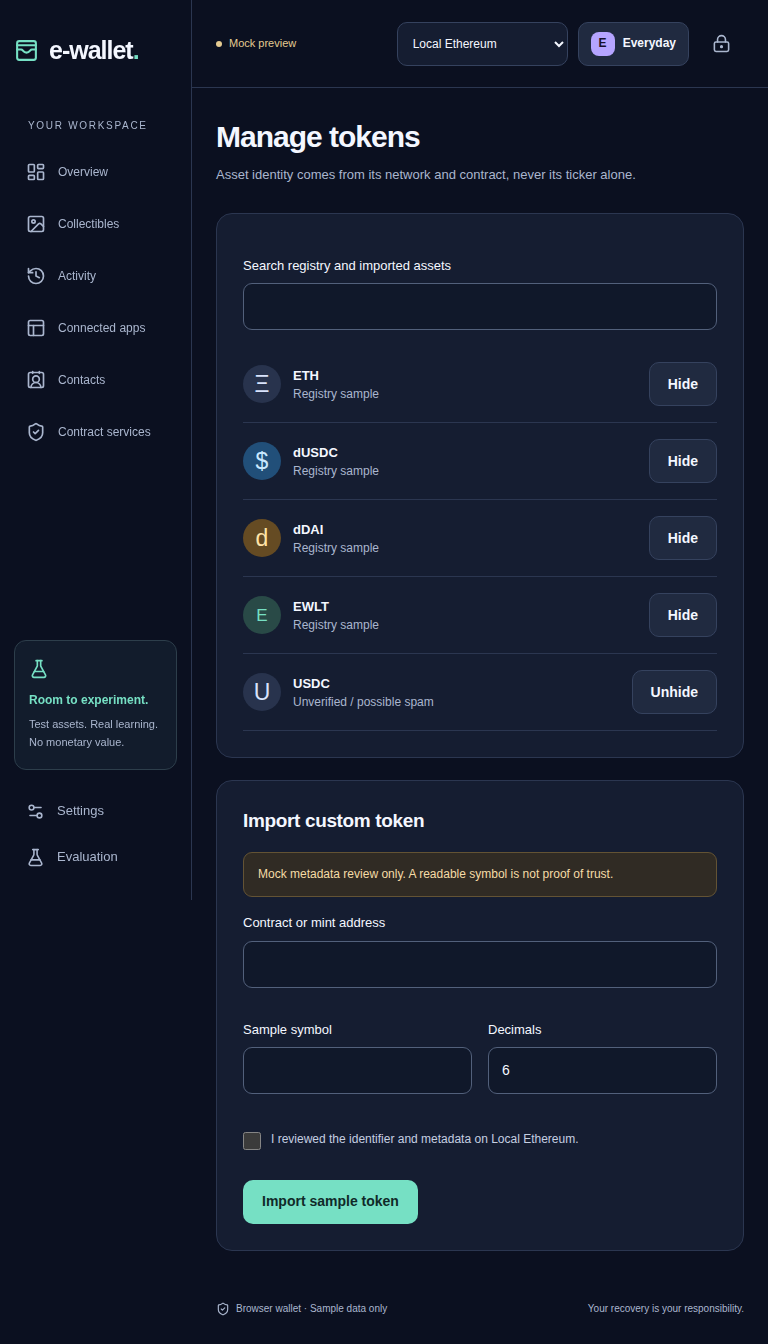 e-wallet.
Mock preview
Local Ethereum
E
Everyday
YOUR WORKSPACE
Overview
Collectibles
Activity
Connected apps
Contacts
Contract services
Room to experiment.
Test assets. Real learning.
No monetary value.
Settings
Evaluation
Manage tokens
Asset identity comes from its network and contract, never its ticker alone.
Search registry and imported assets
Ξ
ETH
Registry sample
Hide
$
dUSDC
Registry sample
Hide
d
dDAI
Registry sample
Hide
E
EWLT
Registry sample
Hide
U
USDC
Unverified / possible spam
Unhide
Import custom token
Mock metadata review only. A readable symbol is not proof of trust.
Contract or mint address
Sample symbol
Decimals
6
I reviewed the identifier and metadata on Local Ethereum.
Import sample token
Browser wallet · Sample data only
Your recovery is your responsibility.